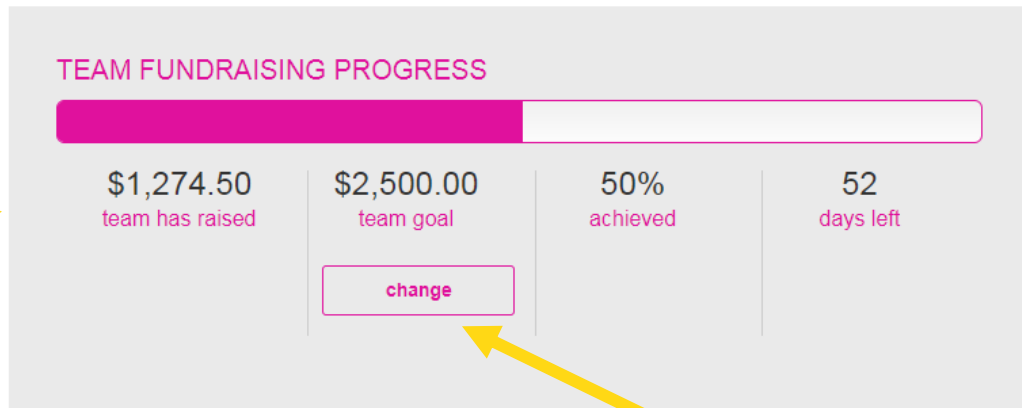 TEAM FUNDRAISING PROGRESS
$1,274.50
team has raised
$2,500.00
team goal
change
50%
achieved
52
days left